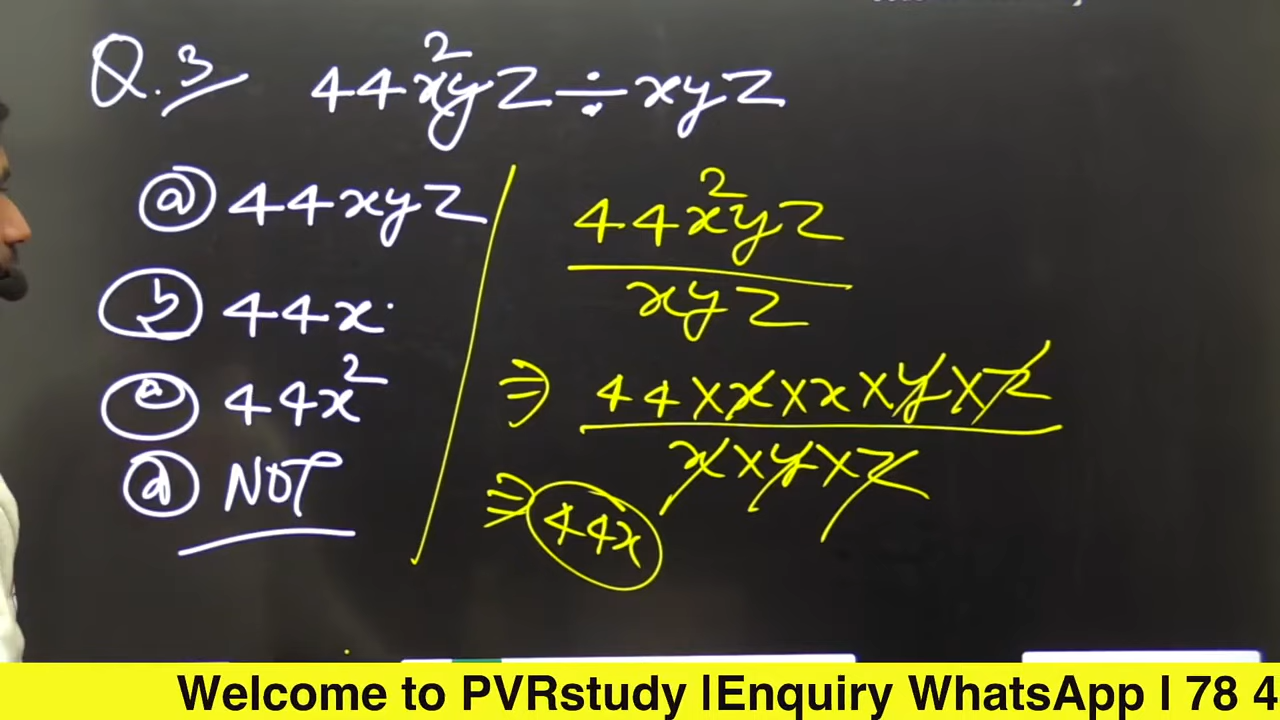 Q.3 44x²yz ÷ xyz
ⓐ 44xyz
ⓑ 44x
ⓒ 44x²
ⓓ NOT
44x²yz
xyz
⇒ 44×x×x×y×z
x×y×z
⇒ 44x
Welcome to PVRstudy |Enquiry WhatsApp I 78 4